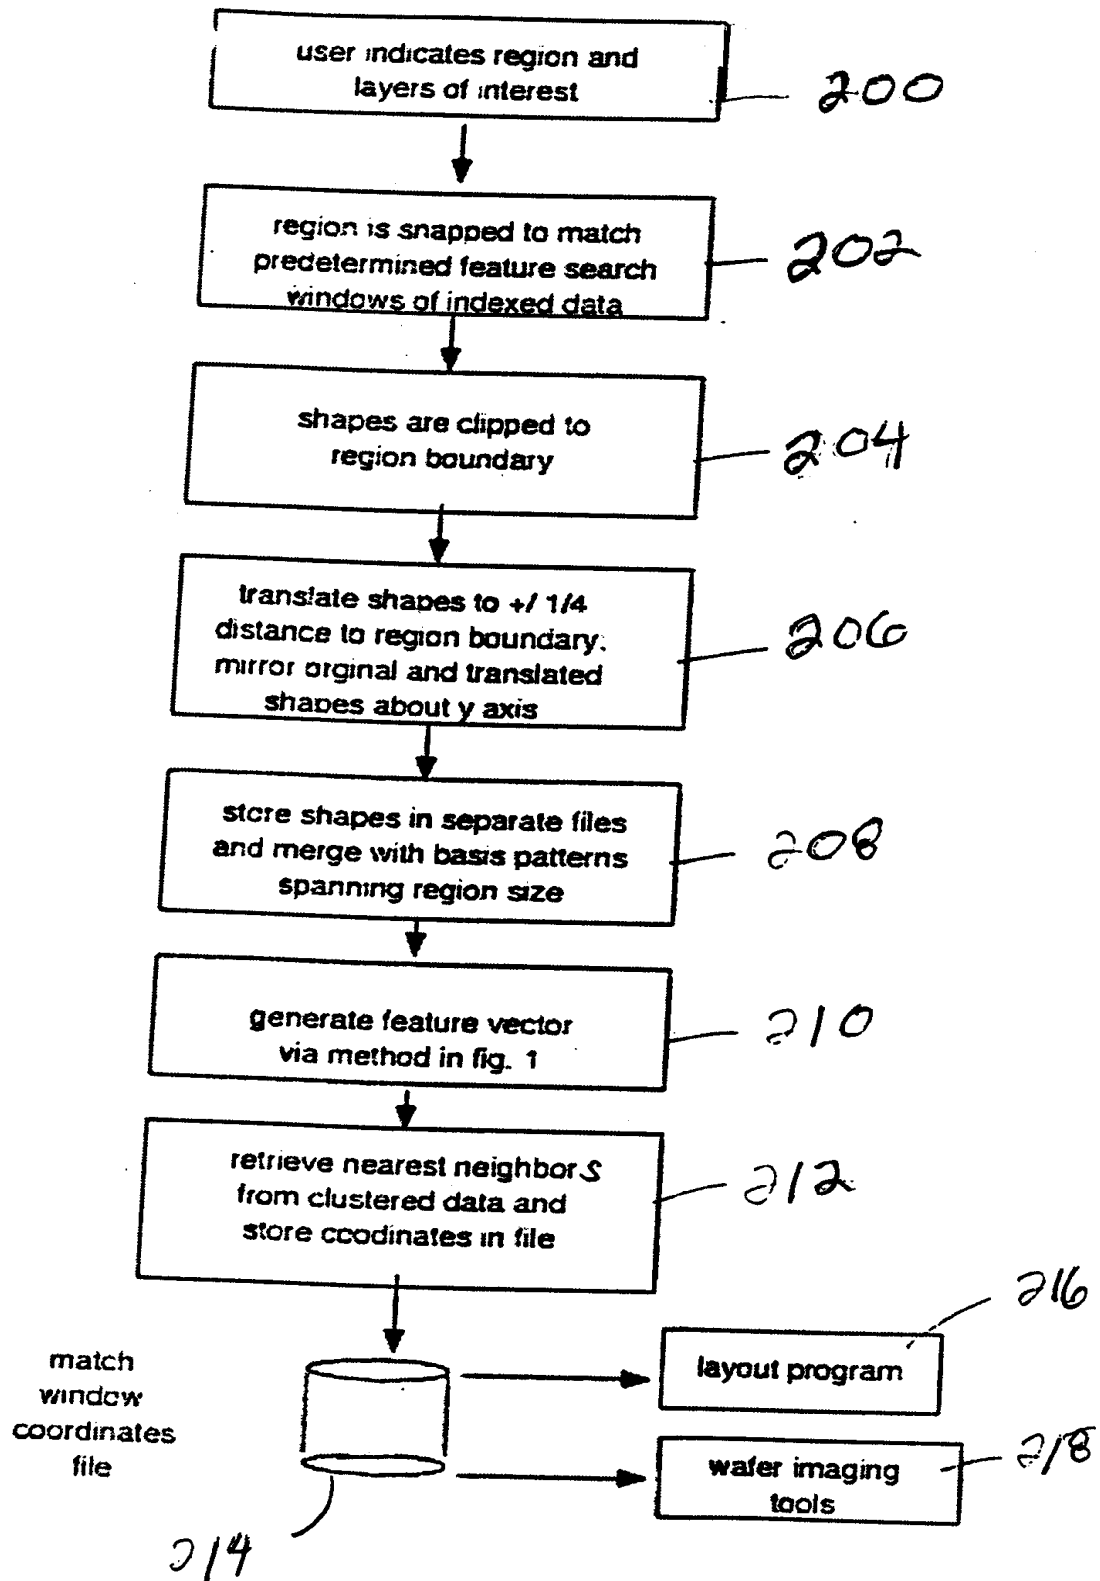 user indicates region and
layers of interest
200
region is snapped to match
predetermined feature search
windows of indexed data
202
shapes are clipped to
region boundary
204
translate shapes to +/ 1/4
distance to region boundary.
mirror orginal and translated
shapes about y axis
206
store shapes in separate files
and merge with basis patterns
spanning region size
208
generate feature vector
via method in fig. 1
210
retrieve nearest neighbors
from clustered data and
store ccodinates in file
212
match
window
coordinates
file
214
layout program
216
wafer imaging
tools
218